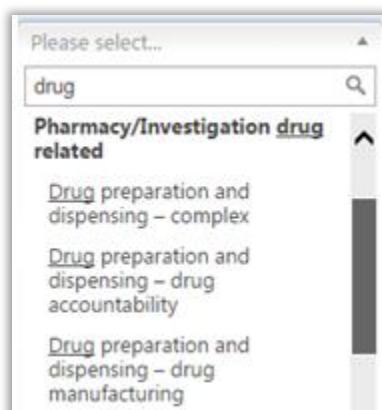 Please select...
drug
Pharmacy/Investigation drug
related
Drug preparation and
dispensing – complex
Drug preparation and
dispensing – drug
accountability
Drug preparation and
dispensing – drug
manufacturing